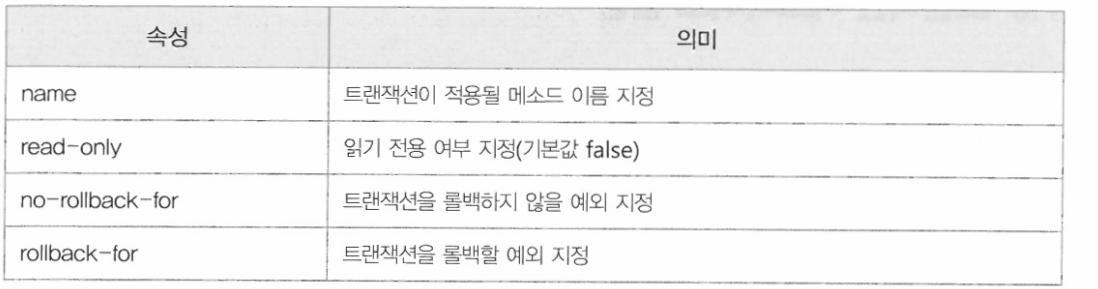 속성 의미
name 트랜잭션이 적용될 메소드 이름 지정
read-only 읽기 전용 여부 지정(기본값 false)
no-rollback-for 트랜잭션을 롤백하지 않을 예외 지정
rollback-for 트랜잭션을 롤백할 예외 지정